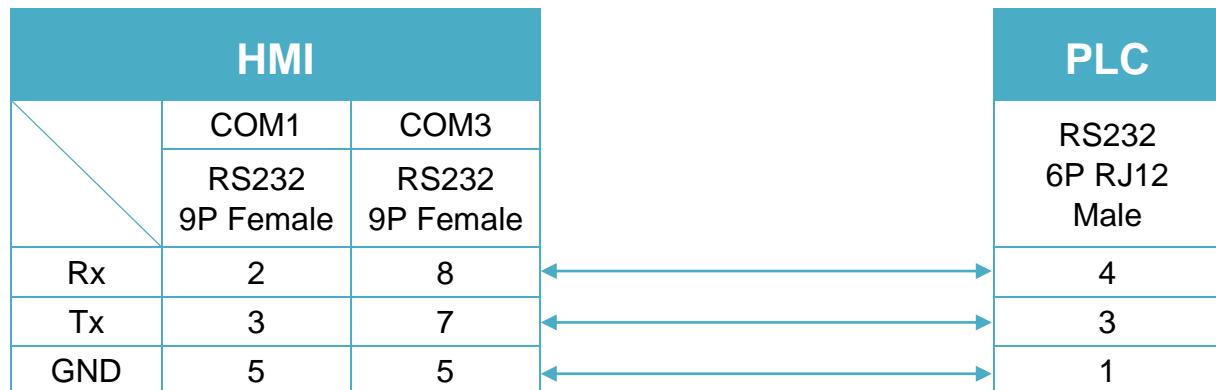 HMI PLC
COM1 COM3
RS232
9P Female
RS232
9P Female
RS232
6P RJ12
Male
Rx 2 8 4
Tx 3 7 3
GND 5 5 1